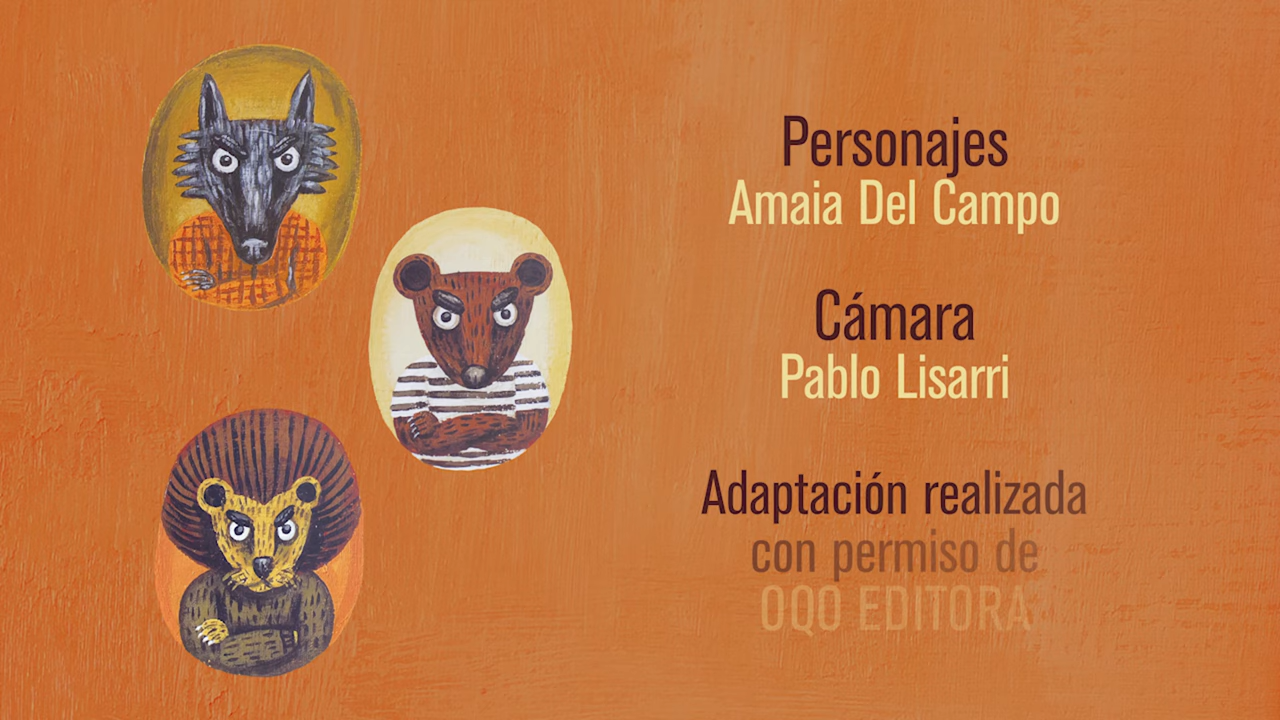 Personajes
Amaia Del Campo
Cámara
Pablo Lisarri
Adaptación realizada
con permiso de
OQO EDITORA